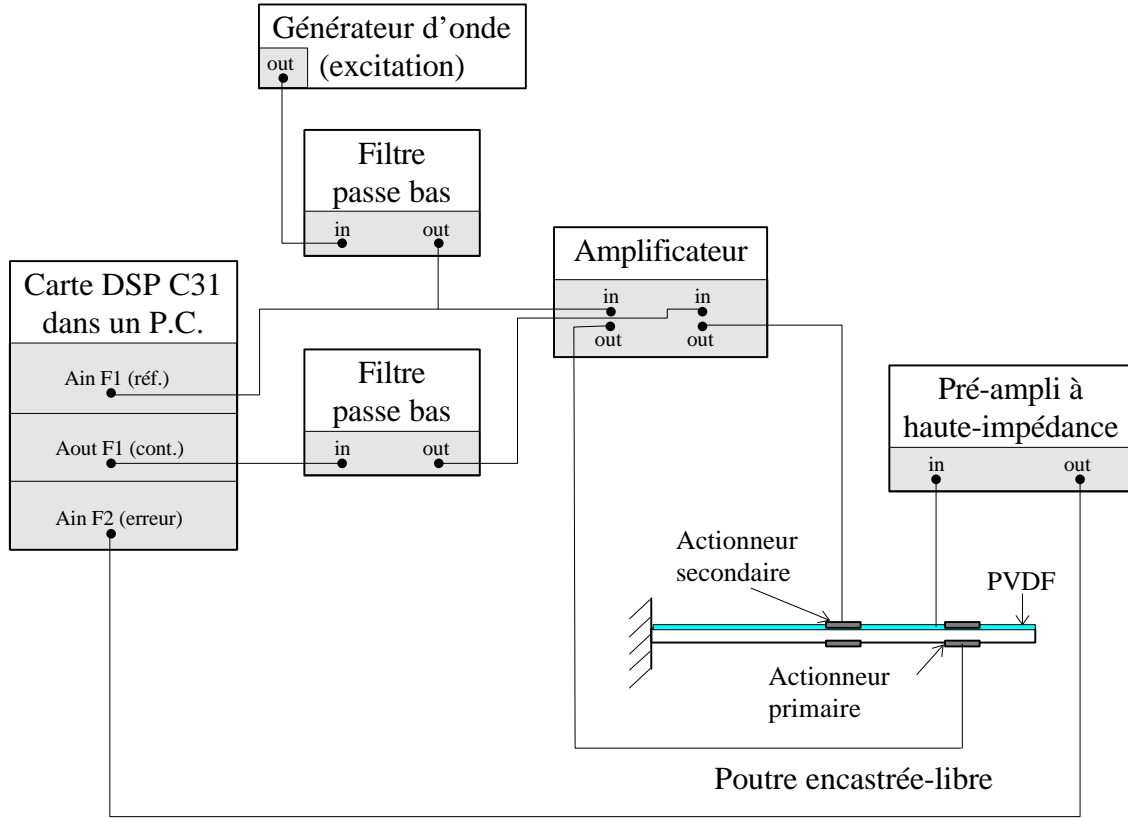 Générateur d’onde
(excitation)
out
Filtre
passe bas
in
out
Amplificateur
in
in
out
out
Carte DSP C31
dans un P.C.
Ain F1 (réf.)
Aout F1 (cont.)
Ain F2 (erreur)
Filtre
passe bas
in
out
Pré-ampli à
haute-impédance
in
out
Actionneur
secondaire
PVDF
Actionneur
primaire
Poutre encastrée-libre